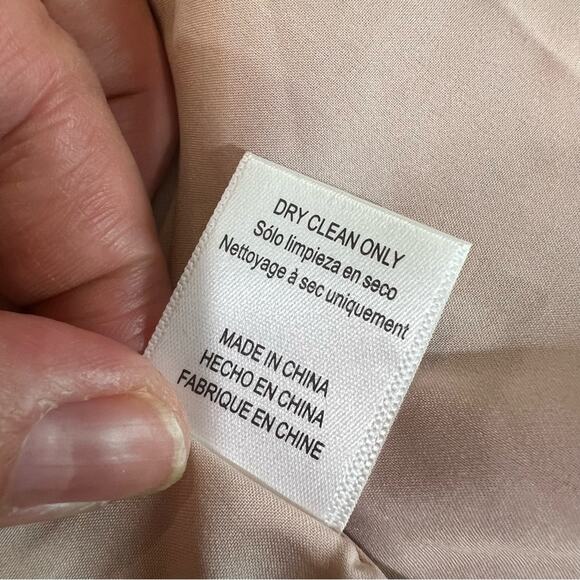 DRY CLEAN ONLY
Sólo limpieza en seco
Nettoyage à sec uniquement
MADE IN CHINA
HECHO EN CHINA
FABRIQUE EN CHINE